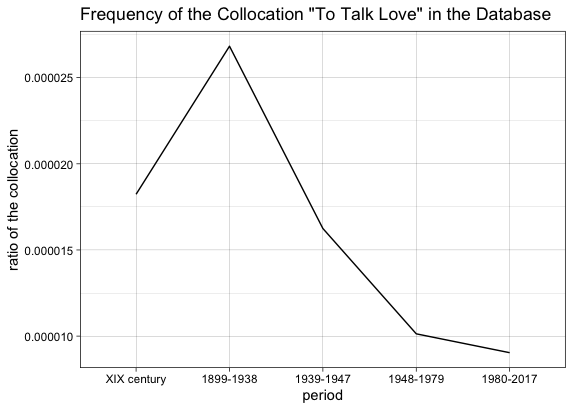 Frequency of the Collocation "To Talk Love" in the Database
ratio of the collocation
0.000025
0.000020
0.000015
0.000010
XIX century 1899-1938 1939-1947 1948-1979 1980-2017
period